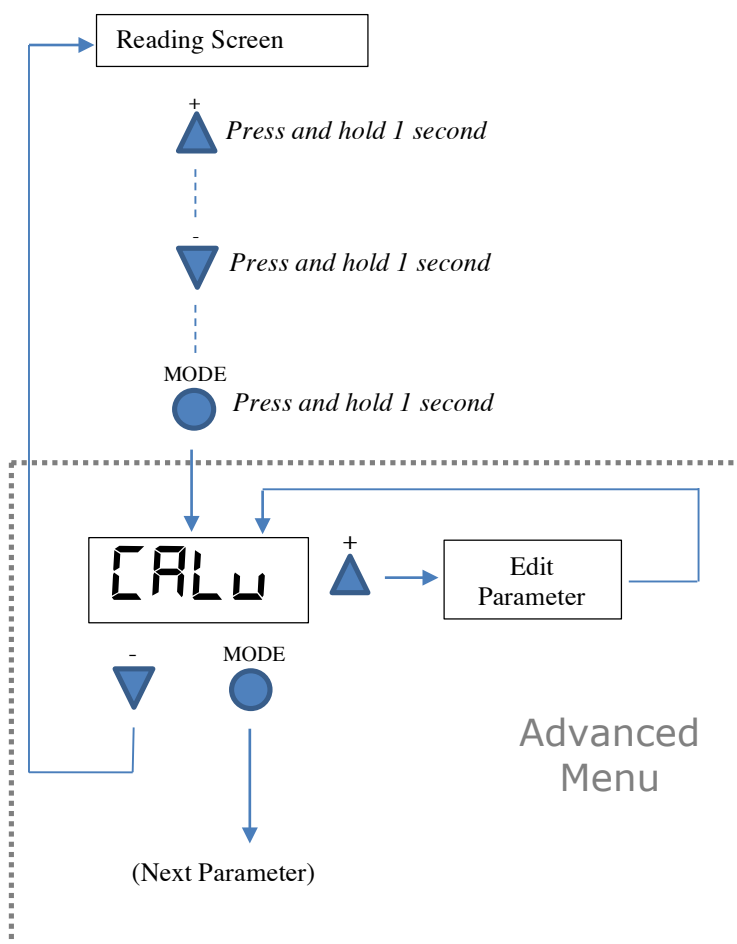 Reading Screen
+
Press and hold 1 second
-
Press and hold 1 second
MODE
Press and hold 1 second
CALu
+
Edit
Parameter
-
MODE
Advanced
Menu
(Next Parameter)